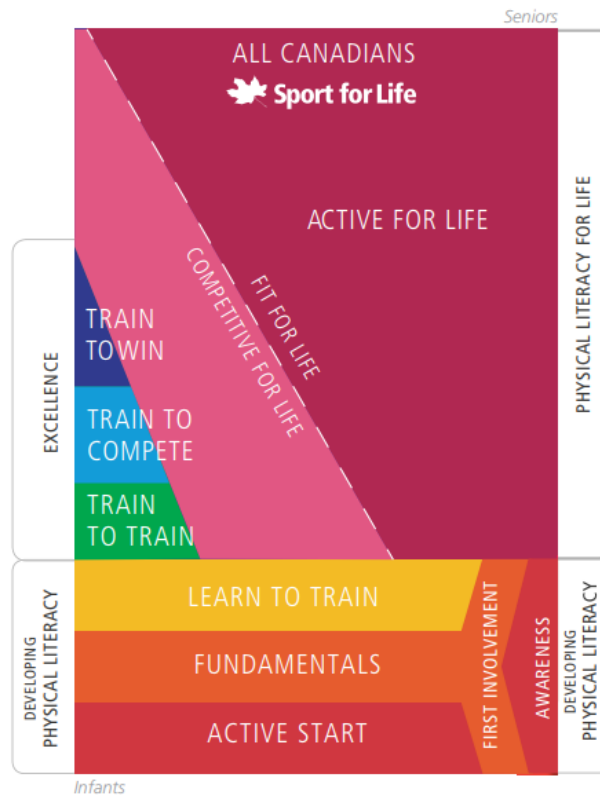 Seniors
ALL CANADIANS
Sport for Life
ACTIVE FOR LIFE
FIT FOR LIFE
COMPETITIVE FOR LIFE
PHYSICAL LITERACY FOR LIFE
EXCELLENCE
TRAIN
TO WIN
TRAIN TO
COMPETE
TRAIN
TO TRAIN
LEARN TO TRAIN
FUNDAMENTALS
ACTIVE START
FIRST INVOLVEMENT
AWARENESS
DEVELOPING
PHYSICAL LITERACY
DEVELOPING
PHYSICAL LITERACY
Infants